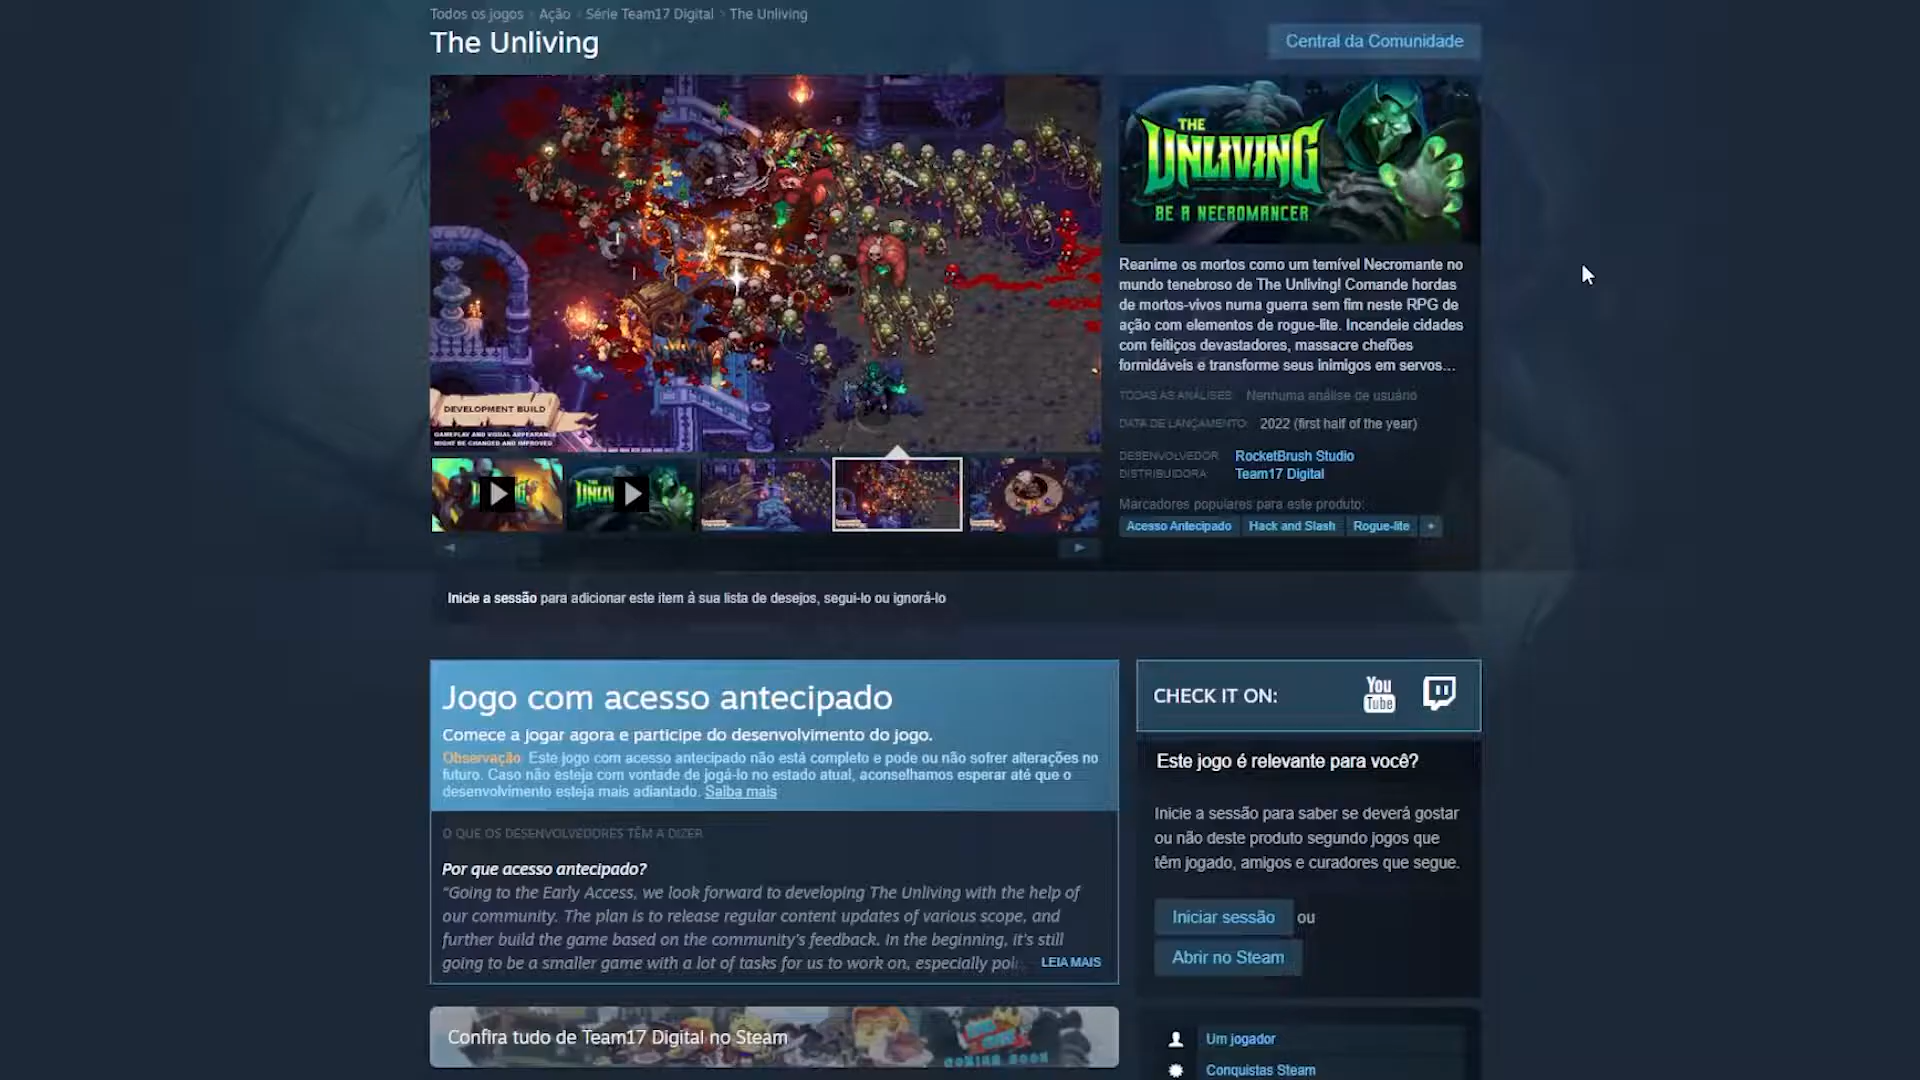 Todos os jogos > Ação > Série Team17 Digital > The Unliving
The Unliving
Central da Comunidade
DEVELOPMENT BUILD
GAMEPLAY AND VISUAL APPEARANCE
MIGHT BE CHANGED AND IMPROVED
THE
UNLIVING
BE A NECROMANCER
Reanime os mortos como um temível Necromante no
mundo tenebroso de The Unliving! Comande hordas
de mortos-vivos numa guerra sem fim neste RPG de
ação com elementos de rogue-lite. Incendeie cidades
com feitiços devastadores, massacre chefões
formidáveis e transforme seus inimigos em servos...
TODAS AS ANÁLISES: Nenhuma análise de usuário
DATA DE LANÇAMENTO: 2022 (first half of the year)
DESENVOLVEDOR: RocketBrush Studio
DISTRIBUIDORA: Team17 Digital
Marcadores populares para este produto:
Acesso Antecipado Hack and Slash Rogue-lite +
Inicie a sessão para adicionar este item à sua lista de desejos, segui-lo ou ignorá-lo
Jogo com acesso antecipado
Comece a jogar agora e participe do desenvolvimento do jogo.
Observação: Este jogo com acesso antecipado não está completo e pode ou não sofrer alterações no
futuro. Caso não esteja com vontade de jogá-lo no estado atual, aconselhamos esperar até que o
desenvolvimento esteja mais adiantado. Saiba mais
O QUE OS DESENVOLVEDORES TÊM A DIZER:
Por que acesso antecipado?
"Going to the Early Access, we look forward to developing The Unliving with the help of
our community. The plan is to release regular content updates of various scope, and
further build the game based on the community's feedback. In the beginning, it's still
going to be a smaller game with a lot of tasks for us to work on, especially poli
LEIA MAIS
Confira tudo de Team17 Digital no Steam
COMING SOON
CHECK IT ON:
You
Tube
Este jogo é relevante para você?
Inicie a sessão para saber se deverá gostar
ou não deste produto segundo jogos que
têm jogado, amigos e curadores que segue.
Iniciar sessão ou
Abrir no Steam
Um jogador
Conquistas Steam